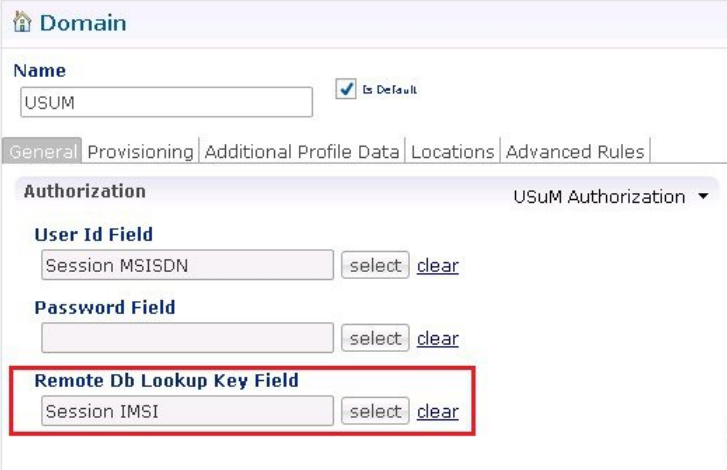 Domain
Name
Is Default
USUM
General Provisioning Additional Profile Data Locations Advanced Rules
Authorization USuM Authorization
User Id Field
Session MSISDN select clear
Password Field
select clear
Remote Db Lookup Key Field
Session IMSI select clear